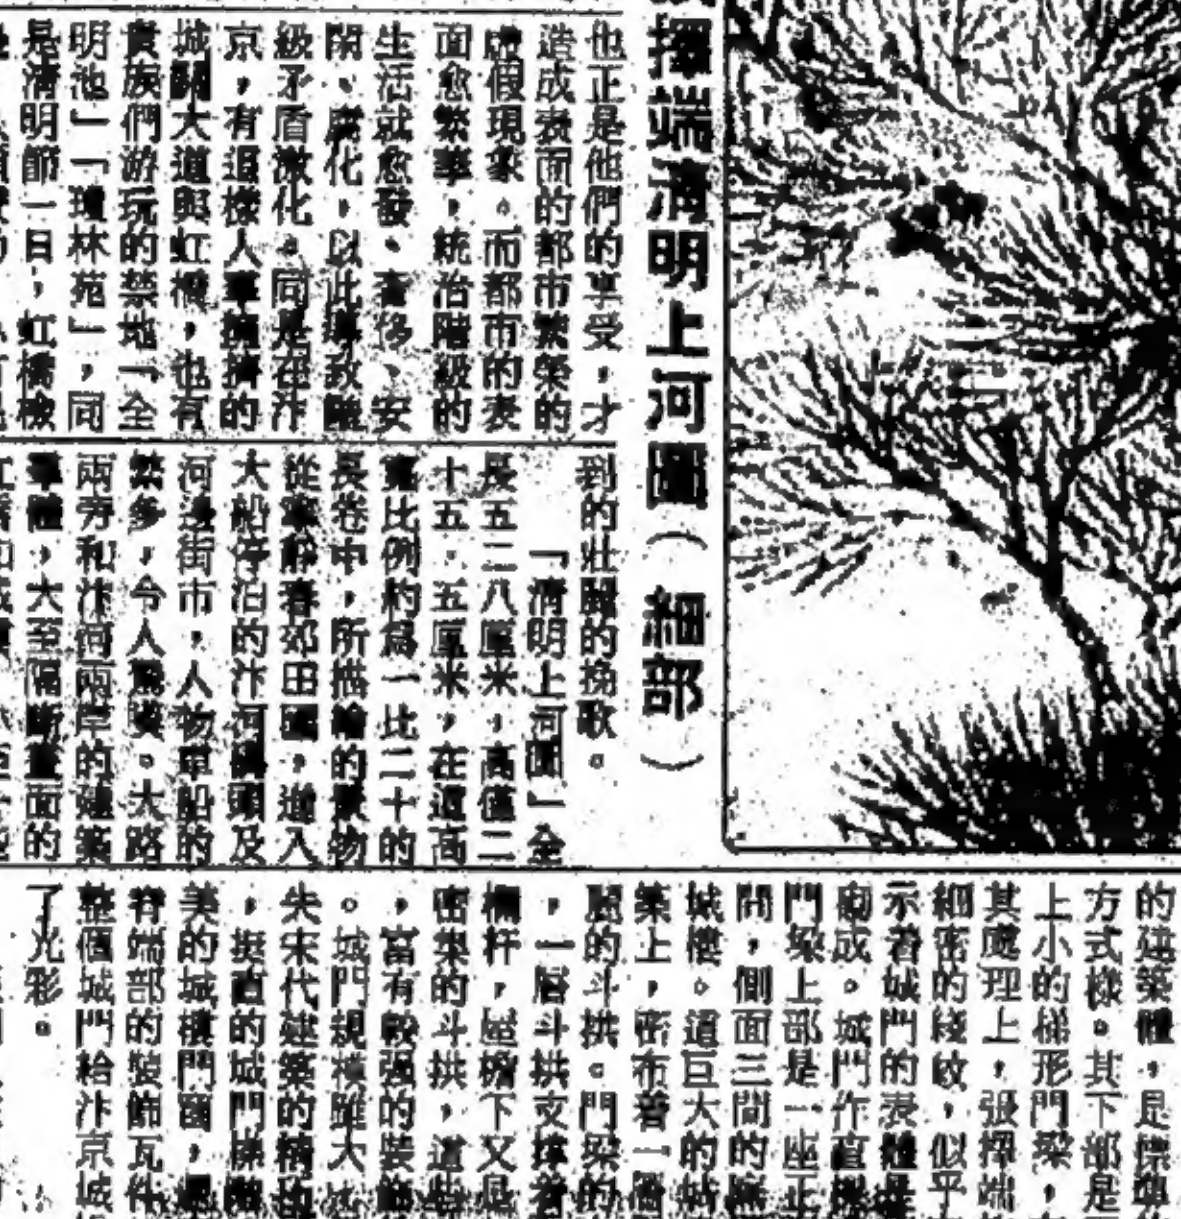 擇端清明上河圖（細部）
也正是他們的享受，才
造成表面的都市繁榮的
虛假現象。而都市的表
面愈繁華，統治階級的
生活就愈發、奢侈、安
閑、腐化，以此導致階
級矛盾激化。同是在汴
京，有這樣人車擁擠的
城關大道與虹橋，也有
貴族們游玩的禁地「金
明池」「瓊林苑」，同
是清明節一日，虹橋
到的壯闊的挽歌。
「清明上河圖」全
長五二八厘米，高僅二
十五．五厘米，在這高
寬比例約為一比二十的
長卷中，所描繪的景物
從寧靜春郊田園，進入
大船停泊的汴河橋頭及
河邊街市，人物車船的
繁多，令人驚嘆。大路
兩旁和汴河兩岸的建築
單體，大至隔斷畫面的
的建築體，是標準
方式樣。其下部是
上小的梯形門梁，
其處理上，張擇端
細密的綫紋，似乎
示着城門的表體是
砌成。城門作直
門梁上部是一座正
間，側面三間的
城樓。這巨大的城
築上，密布着一層
麗的斗拱。門梁的
，一層斗拱支撐着
欄杆，屋檐下又是
密集的斗拱，這些
，富有較强的裝飾
。城門規模雖大
失宋代建築的精巧
，挺直的城門
美的城樓門窗，
脊端部的裝飾瓦件
整個城門給汴京城
了光彩。